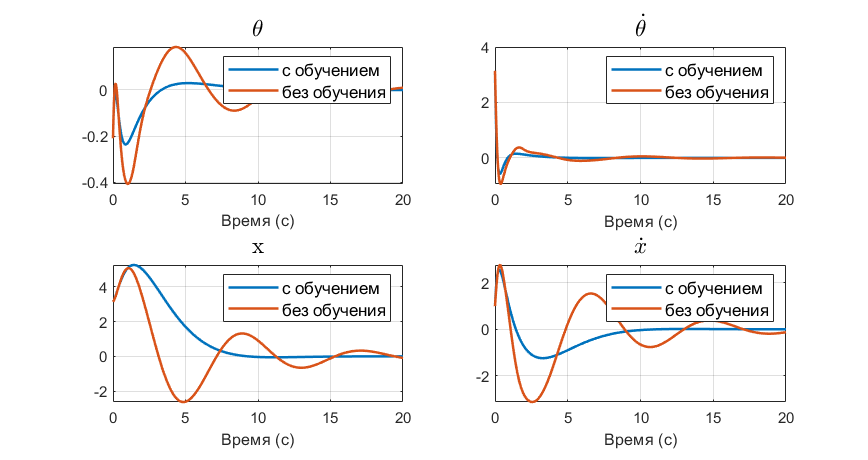 θ
с обучением
без обучения
0
-0.2
-0.4
0 5 10 15 20
Время (с)
θ̇
с обучением
без обучения
4
2
0
0 5 10 15 20
Время (с)
x
с обучением
без обучения
4
2
0
-2
0 5 10 15 20
Время (с)
ẋ
с обучением
без обучения
2
0
-2
0 5 10 15 20
Время (с)